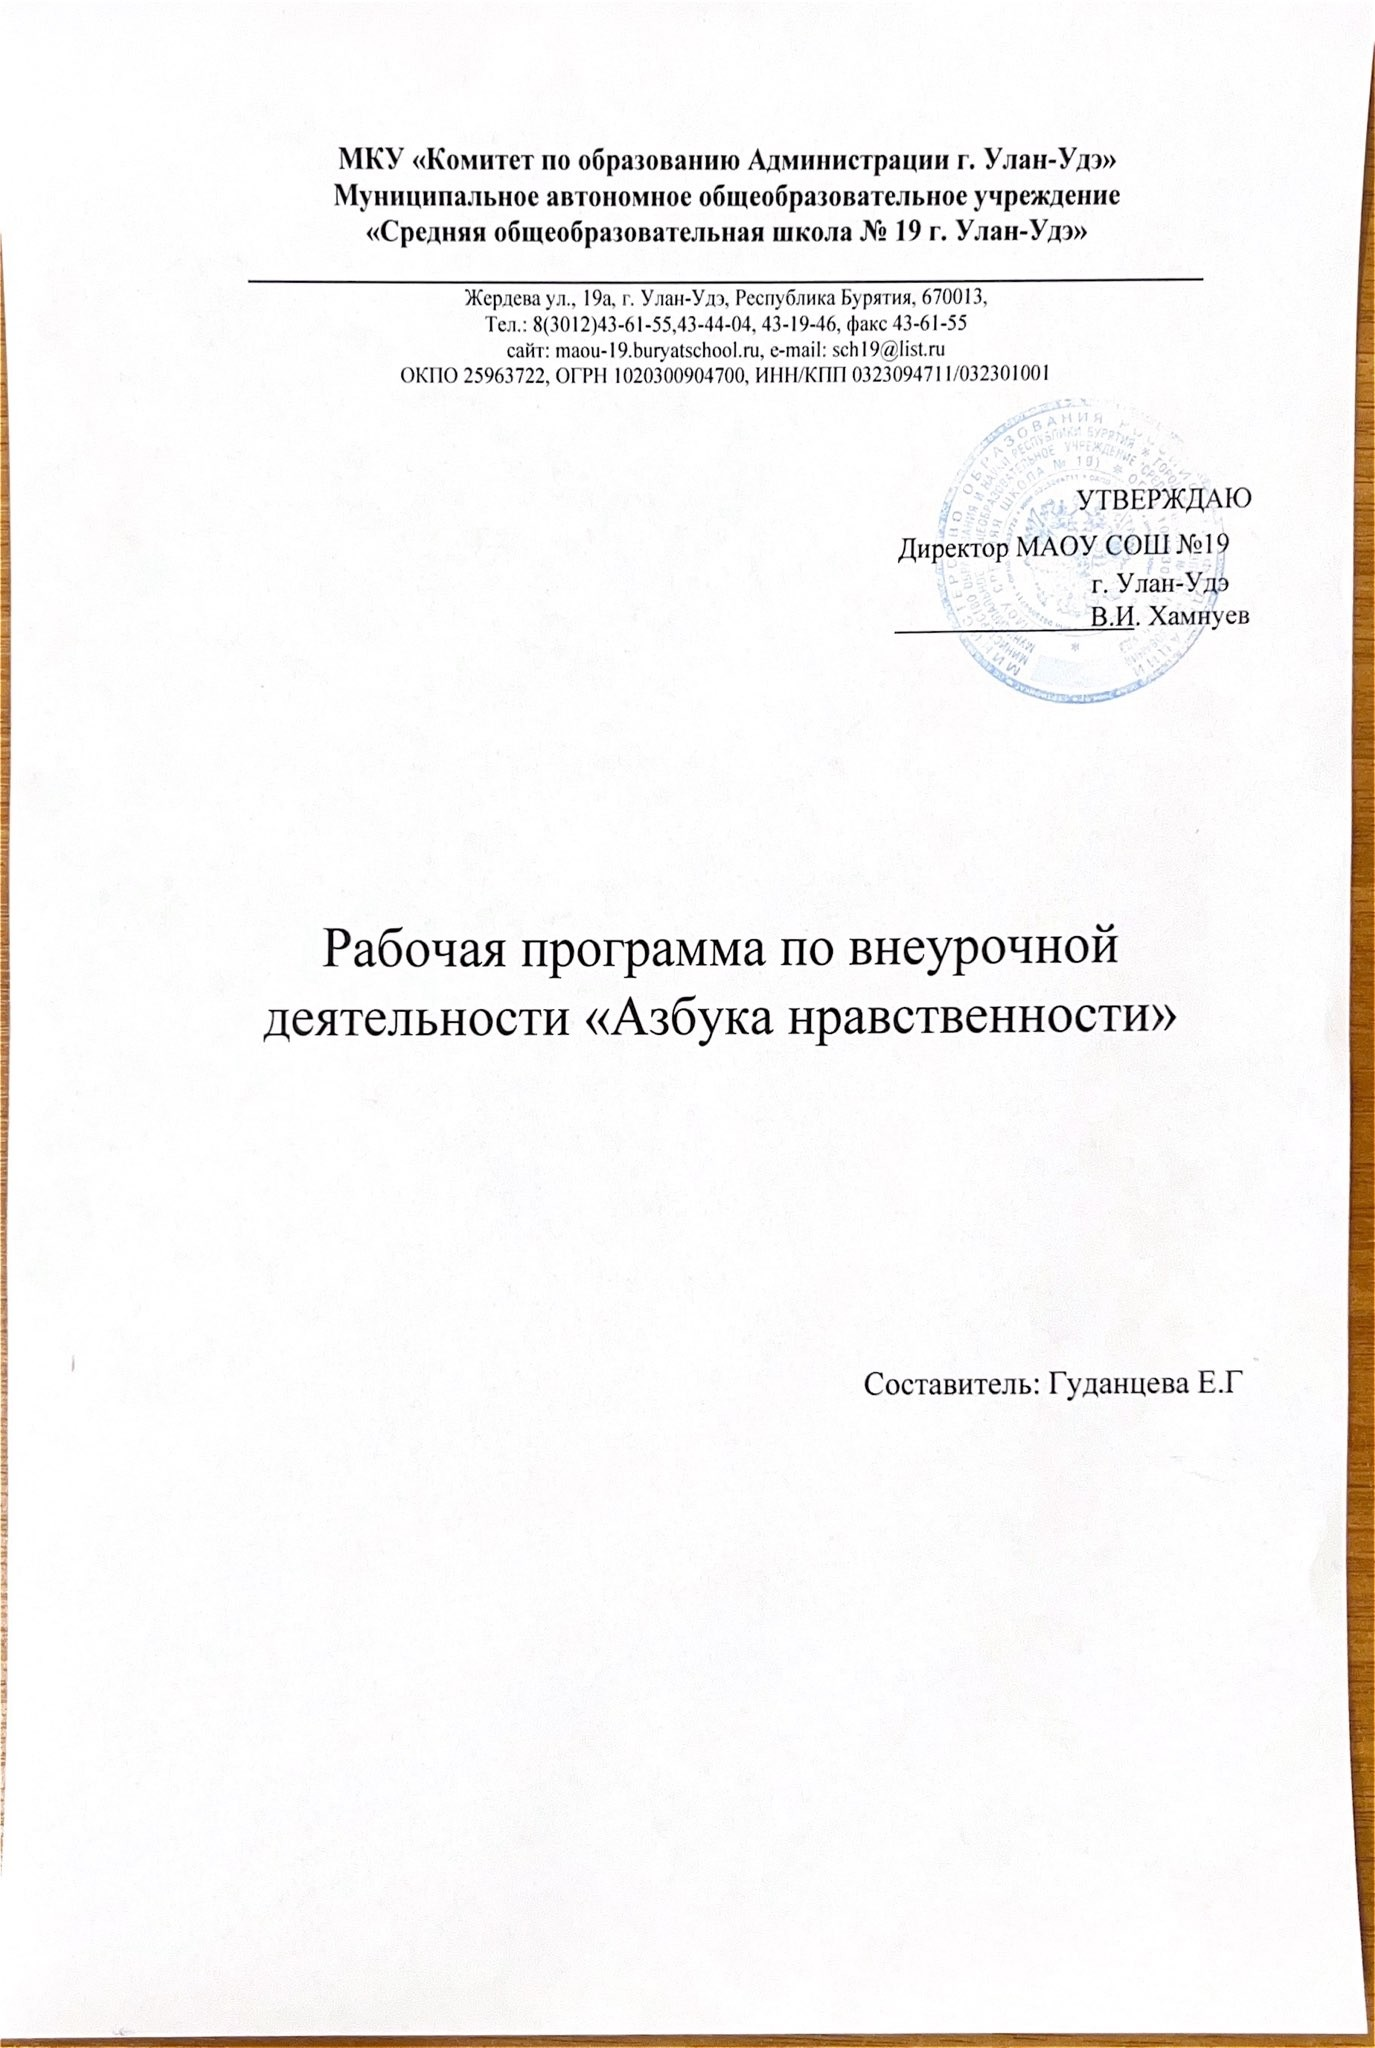 МКУ «Комитет по образованию Администрации г. Улан-Удэ»
Муниципальное автономное общеобразовательное учреждение
«Средняя общеобразовательная школа № 19 г. Улан-Удэ»
Жердева ул., 19а, г. Улан-Удэ, Республика Бурятия, 670013,
Тел.: 8(3012)43-61-55,43-44-04, 43-19-46, факс 43-61-55
сайт: maou-19.buryatschool.ru, e-mail: sch19@list.ru
ОКПО 25963722, ОГРН 1020300904700, ИНН/КПП 0323094711/032301001
УТВЕРЖДАЮ
Директор МАОУ СОШ №19
г. Улан-Удэ
В.И. Хамнуев
Рабочая программа по внеурочной
деятельности «Азбука нравственности»
Составитель: Гуданцева Е.Г